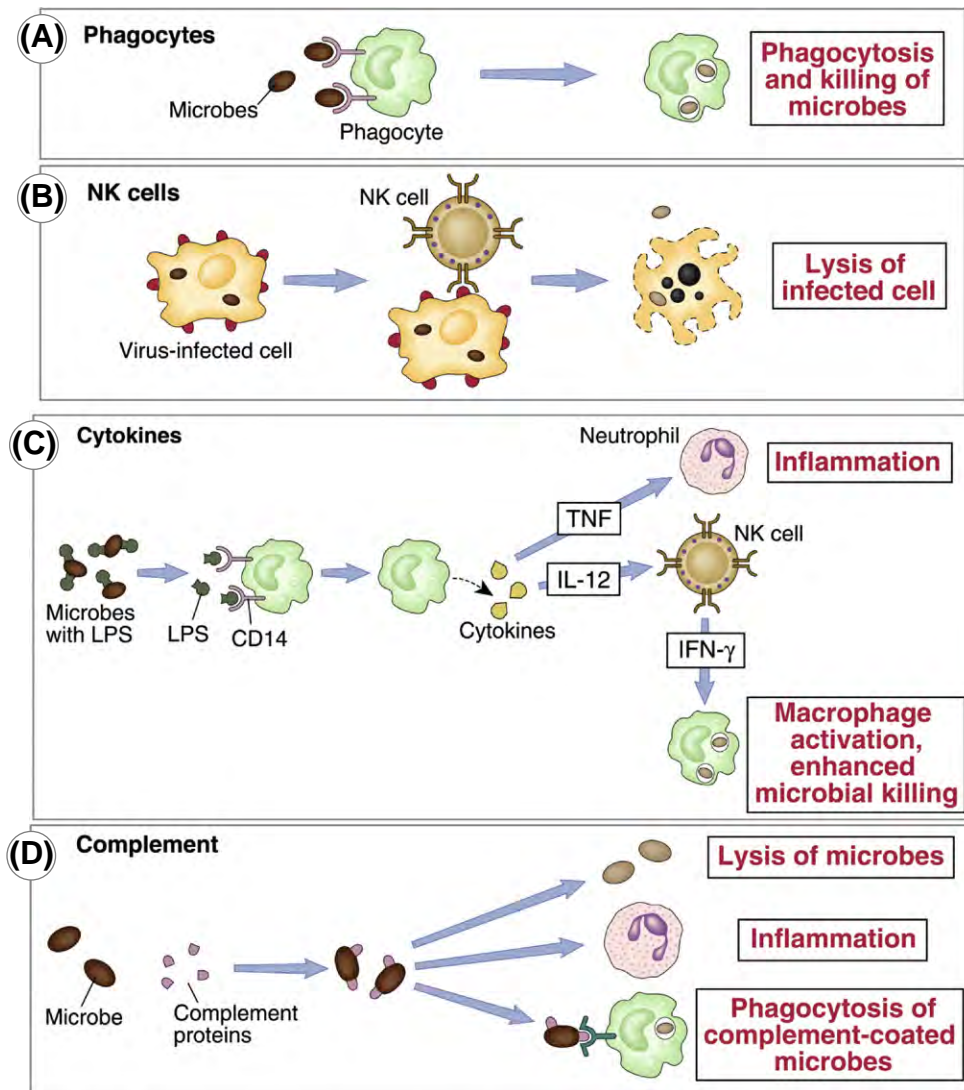 (A)
Phagocytes
Microbes
Phagocyte
Phagocytosis
and killing of
microbes
(B)
NK cells
NK cell
Virus-infected cell
Lysis of
infected cell
(C)
Cytokines
Neutrophil
Inflammation
TNF
NK cell
IL-12
Microbes
with LPS
LPS
CD14
Cytokines
IFN-γ
Macrophage
activation,
enhanced
microbial killing
(D)
Complement
Lysis of microbes
Inflammation
Microbe
Complement
proteins
Phagocytosis of
complement-coated
microbes